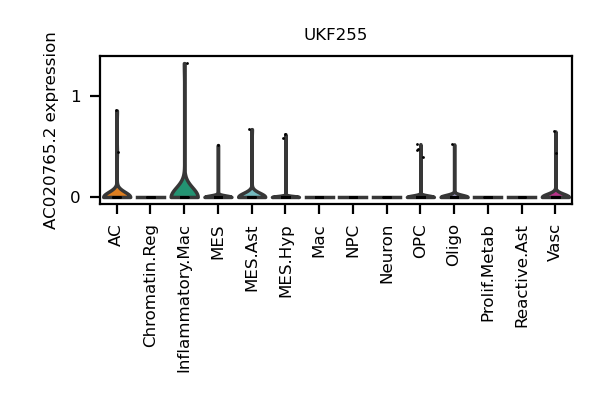 UKF255
AC020765.2 expression
1
0
AC
Chromatin.Reg
Inflammatory.Mac
MES
MES.Ast
MES.Hyp
Mac
NPC
Neuron
OPC
Oligo
Prolif.Metab
Reactive.Ast
Vasc